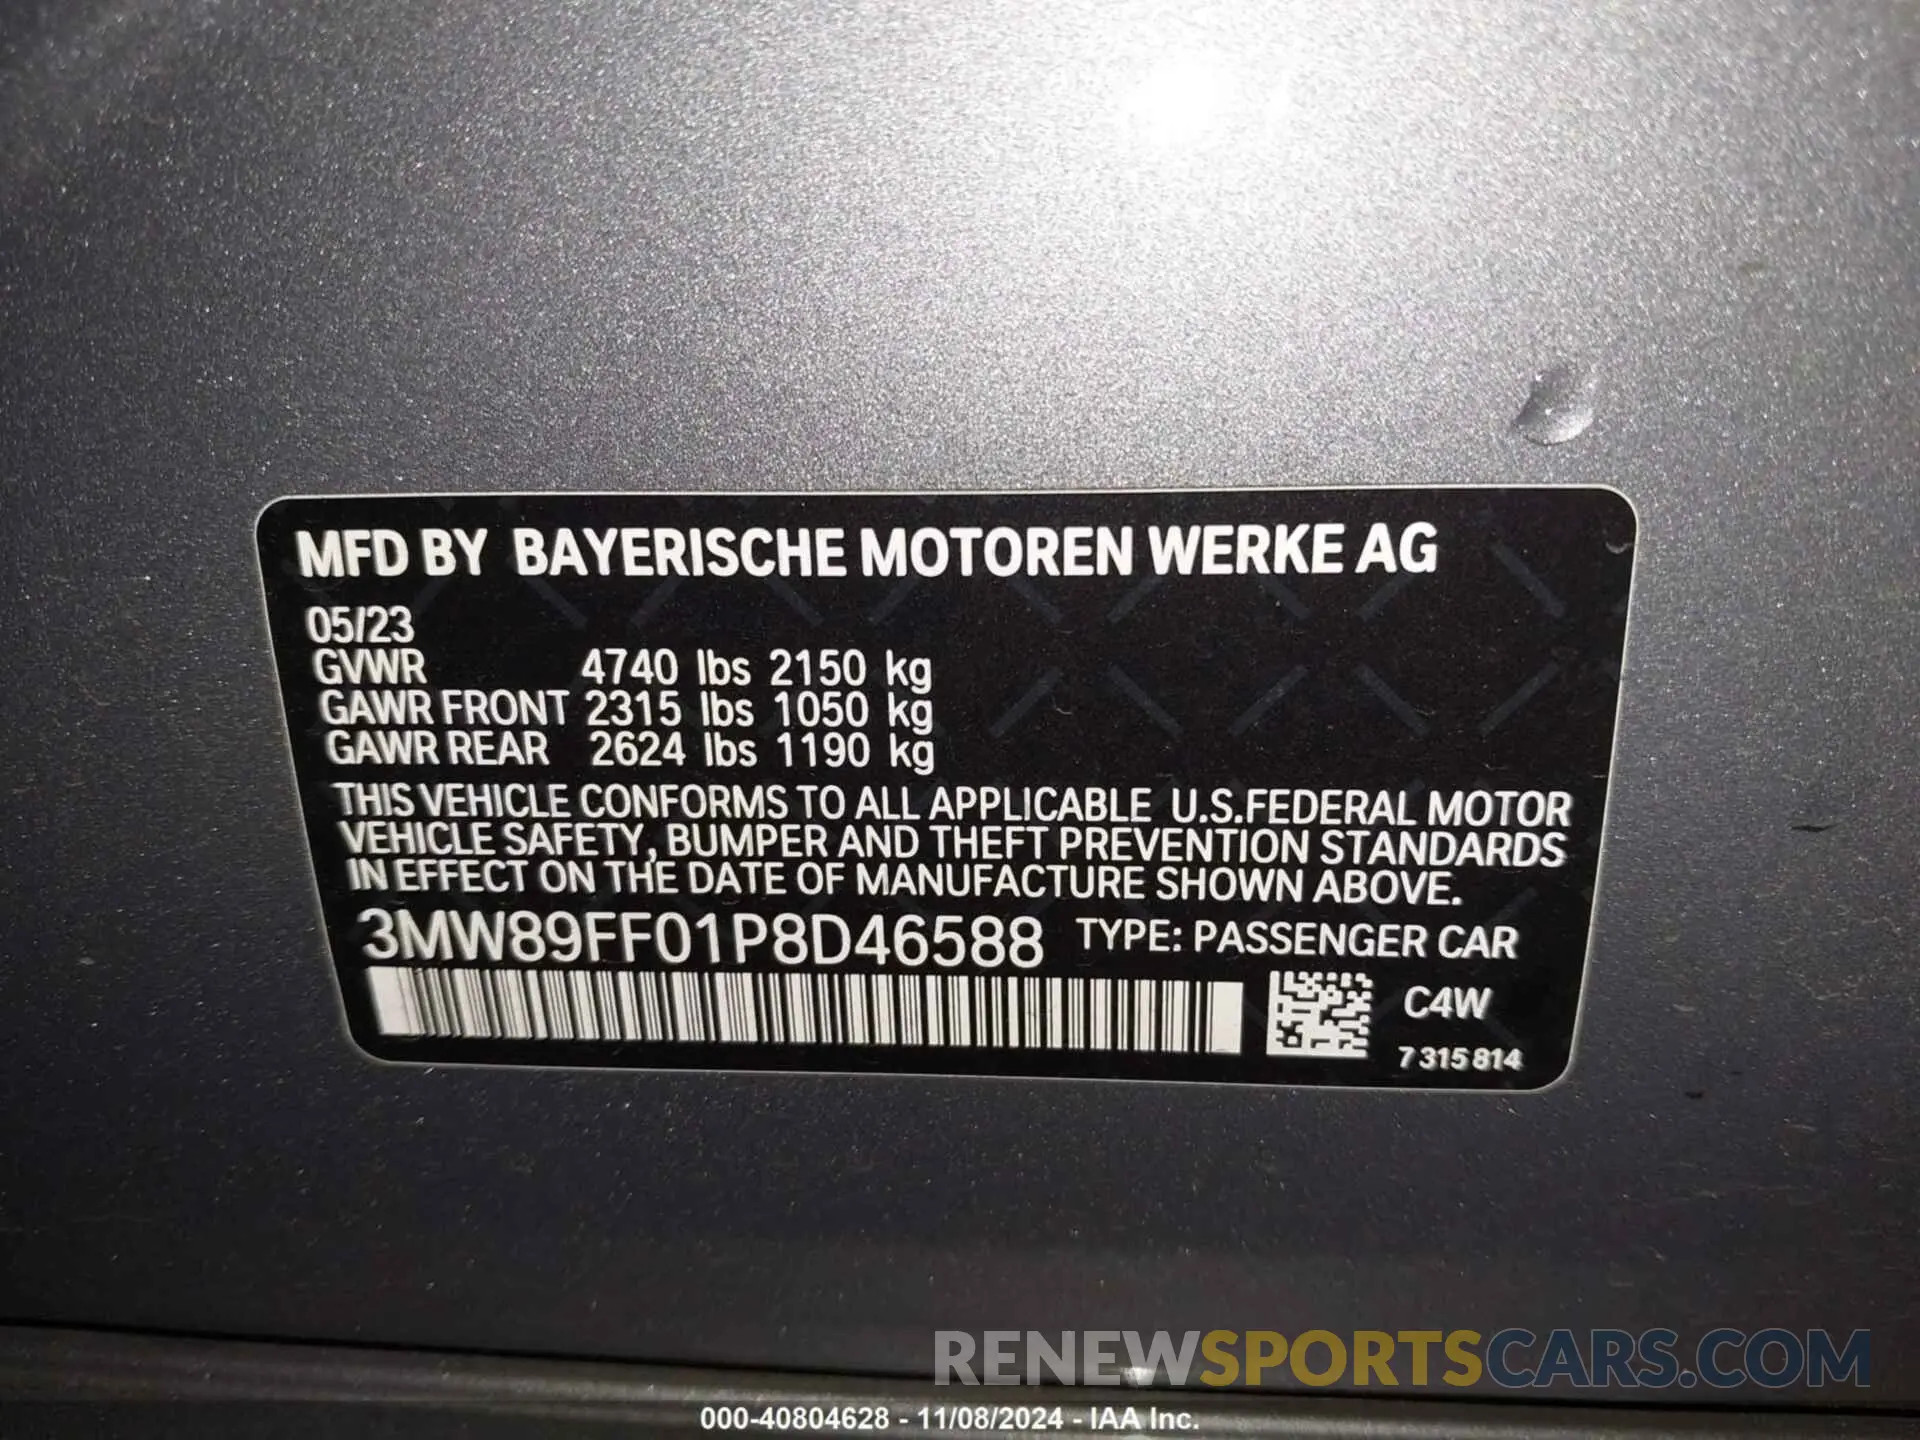 MFD BY BAYERISCHE MOTOREN WERKE AG
05/23
GVWR 4740 lbs 2150 kg
GAWR FRONT 2315 lbs 1050 kg
GAWR REAR 2624 lbs 1190 kg
THIS VEHICLE CONFORMS TO ALL APPLICABLE U.S.FEDERAL MOTOR
VEHICLE SAFETY, BUMPER AND THEFT PREVENTION STANDARDS
IN EFFECT ON THE DATE OF MANUFACTURE SHOWN ABOVE.
3MW89FF01P8D46588 TYPE: PASSENGER CAR
C4W
7 315 814
RENEWSPORTSCARS.COM
000-40804628 - 11/08/2024 - IAA Inc.